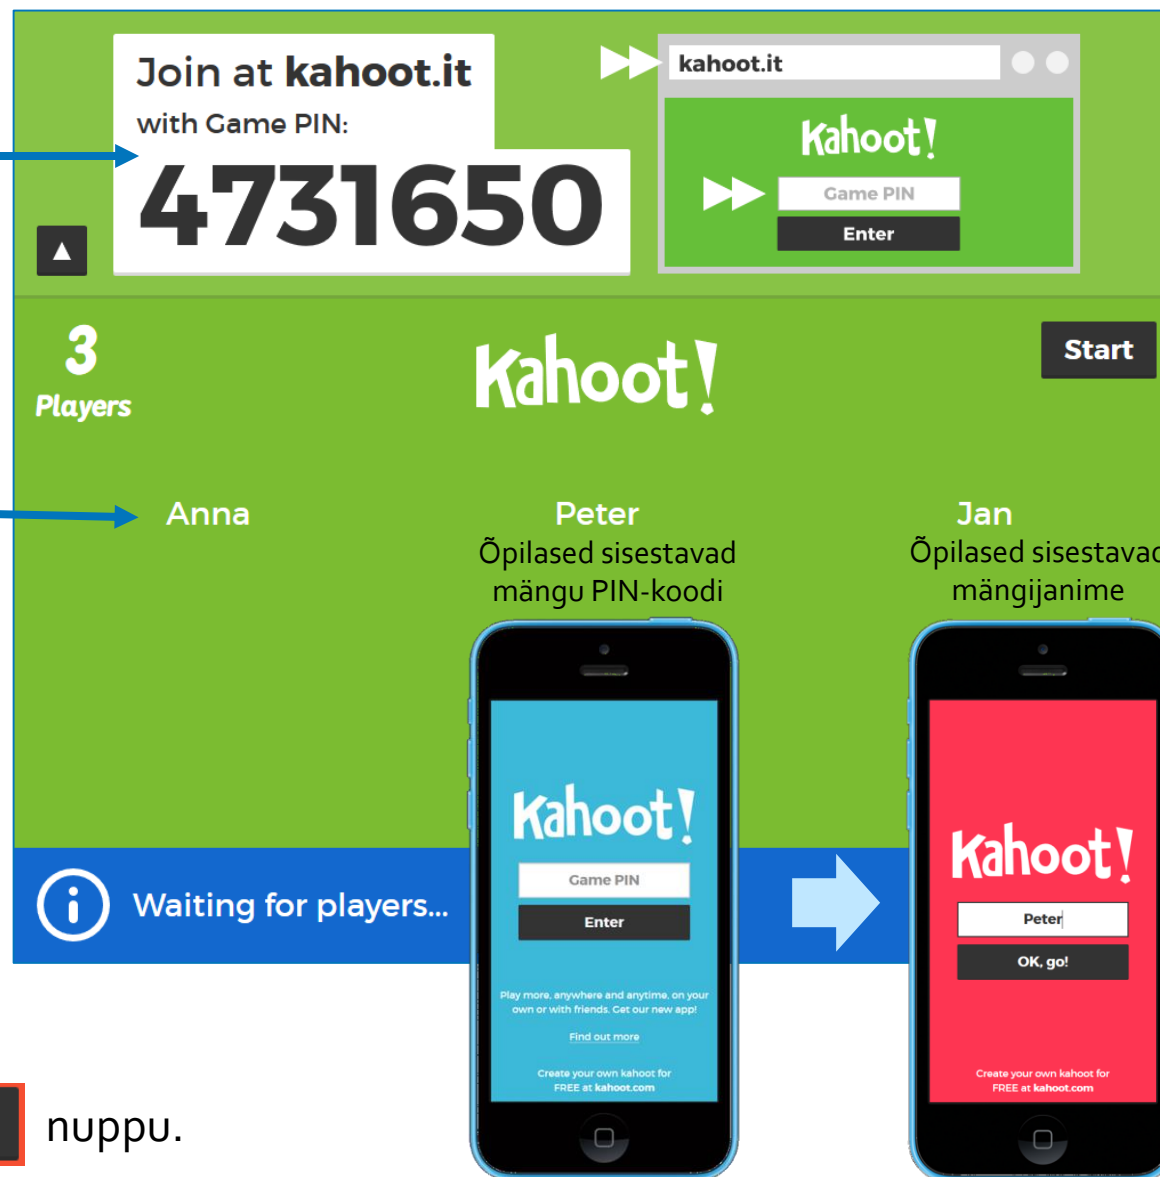 Join at kahoot.it
with Game PIN:
4731650
kahoot.it
Kahoot!
Game PIN
Enter
3
Players
Kahoot!
Start
Anna
Peter
Jan
Õpilased sisestavad
mängu PIN-koodi
Õpilased sisestavad
mängijanime
Kahoot!
Game PIN
Enter
Play more, anywhere and anytime, on your
own or with friends. Get our new app!
Find out more
Create your own kahoot for
FREE at kahoot.com
Kahoot!
Peter
OK, go!
Create your own kahoot for
FREE at kahoot.com
Waiting for players...
nuppu.